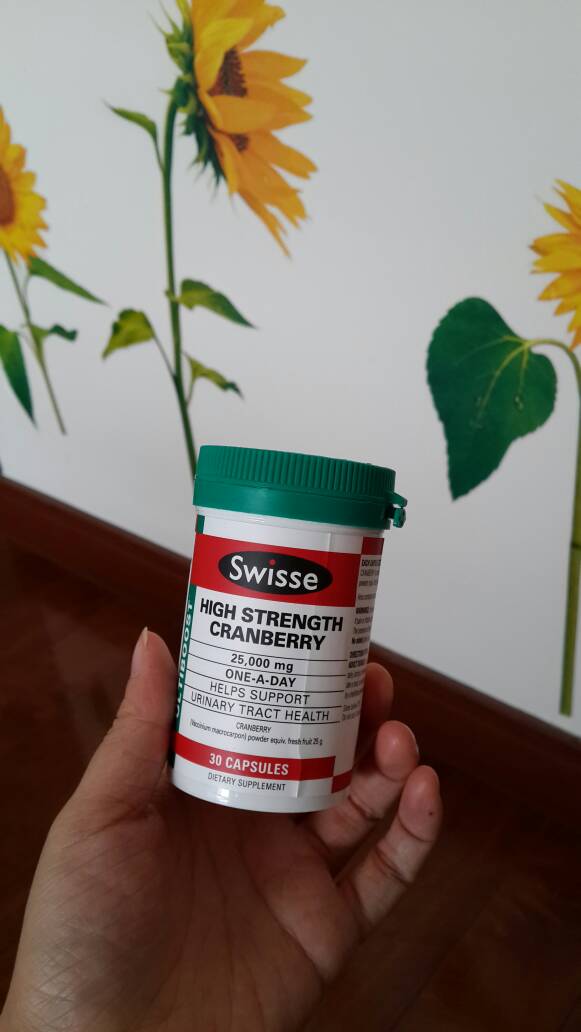 Swisse
ULTIBOOST
HIGH STRENGTH
CRANBERRY
25,000 mg
ONE-A-DAY
HELPS SUPPORT
URINARY TRACT HEALTH
CRANBERRY
(Vaccinium macrocarpon) powder equiv. fresh fruit 25 g
30 CAPSULES
DIETARY SUPPLEMENT